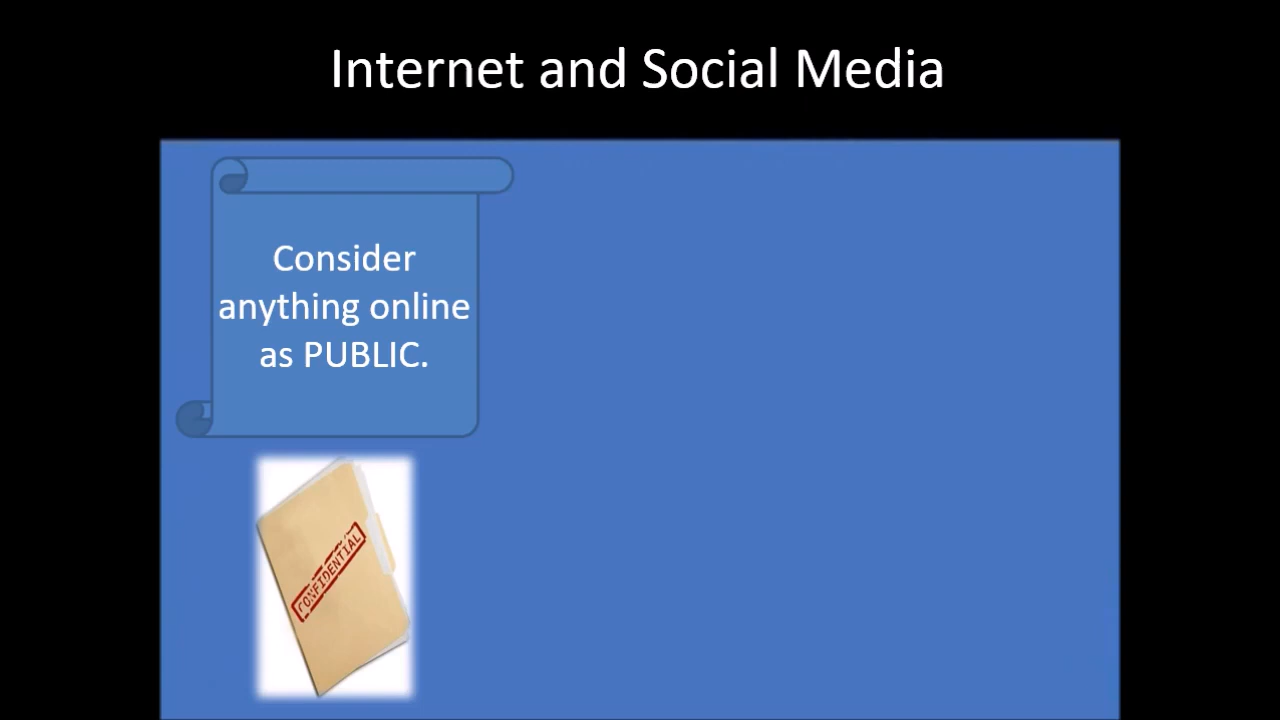 Internet and Social Media
Consider
anything online
as PUBLIC.
CONFIDENTIAL